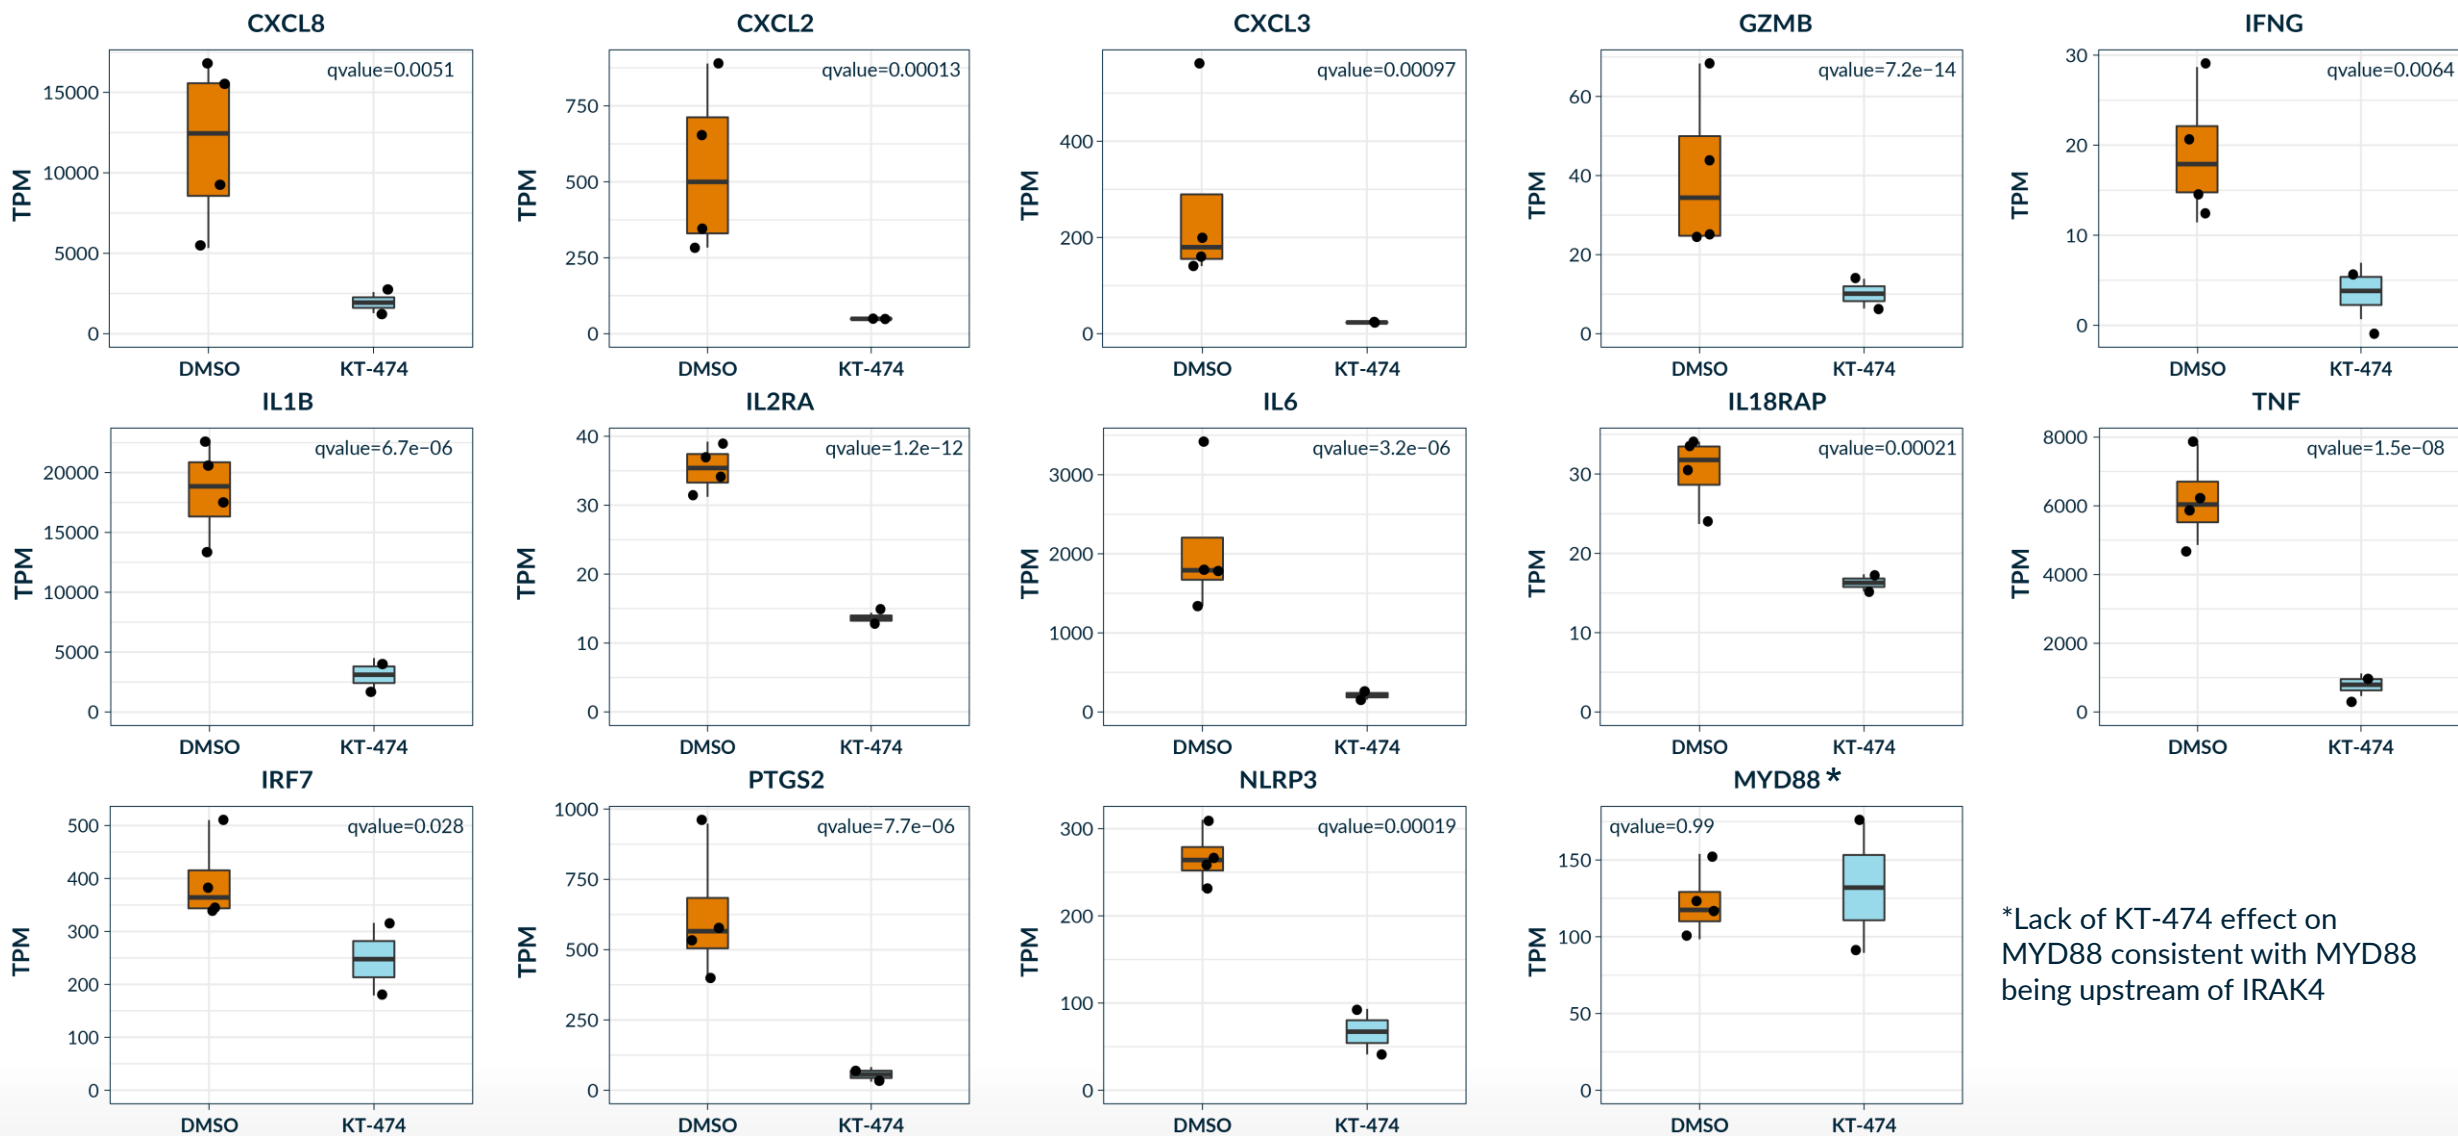 CXCL8
CXCL2
CXCL3
GZMB
IFNG
TPM
15000
10000
5000
0
qvalue=0.0051
DMSO
KT-474
TPM
750
500
250
0
qvalue=0.00013
DMSO
KT-474
TPM
400
200
0
qvalue=0.00097
DMSO
KT-474
TPM
60
40
20
0
qvalue=7.2e−14
DMSO
KT-474
TPM
30
20
10
0
qvalue=0.0064
DMSO
KT-474
IL1B
IL2RA
IL6
IL18RAP
TNF
TPM
20000
15000
10000
5000
0
qvalue=6.7e−06
DMSO
KT-474
TPM
40
30
20
10
0
qvalue=1.2e−12
DMSO
KT-474
TPM
3000
2000
1000
0
qvalue=3.2e−06
DMSO
KT-474
TPM
30
20
10
0
qvalue=0.00021
DMSO
KT-474
TPM
8000
6000
4000
2000
0
qvalue=1.5e−08
DMSO
KT-474
IRF7
PTGS2
NLRP3
MYD88 *
TPM
500
400
300
200
100
0
qvalue=0.028
DMSO
KT-474
TPM
1000
750
500
250
0
qvalue=7.7e−06
DMSO
KT-474
TPM
300
200
100
0
qvalue=0.00019
DMSO
KT-474
TPM
150
100
50
0
qvalue=0.99
DMSO
KT-474
*Lack of KT-474 effect on
MYD88 consistent with MYD88
being upstream of IRAK4